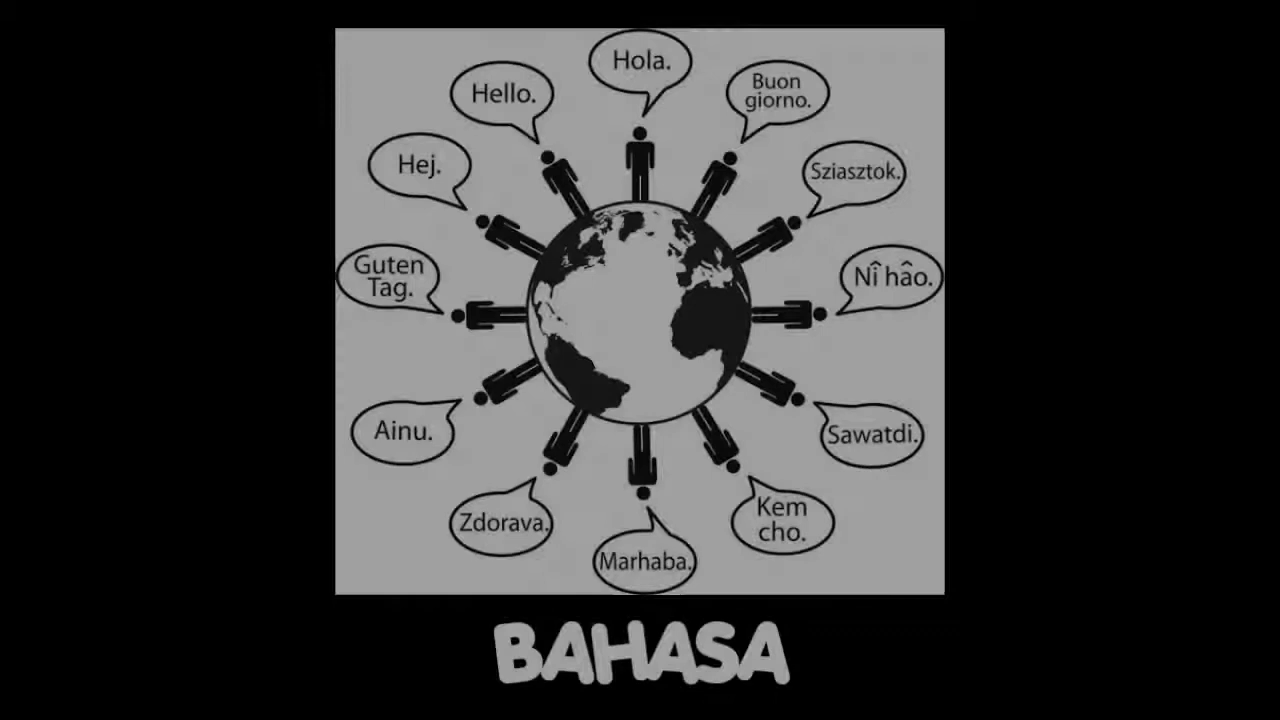 Hola.
Hello.
Buon
giorno.
Hej.
Sziasztok.
Guten
Tag.
Nî hâo.
Ainu.
Sawatdi.
Zdorava.
Kem
cho.
Marhaba.
BAHASA